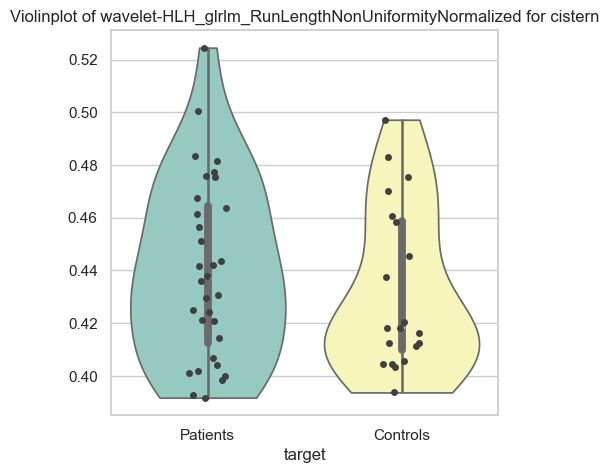 Violinplot of wavelet-HLH_glrlm_RunLengthNonUniformityNormalized for cistern
0.52
0.50
0.48
0.46
0.44
0.42
0.40
Patients Controls
target